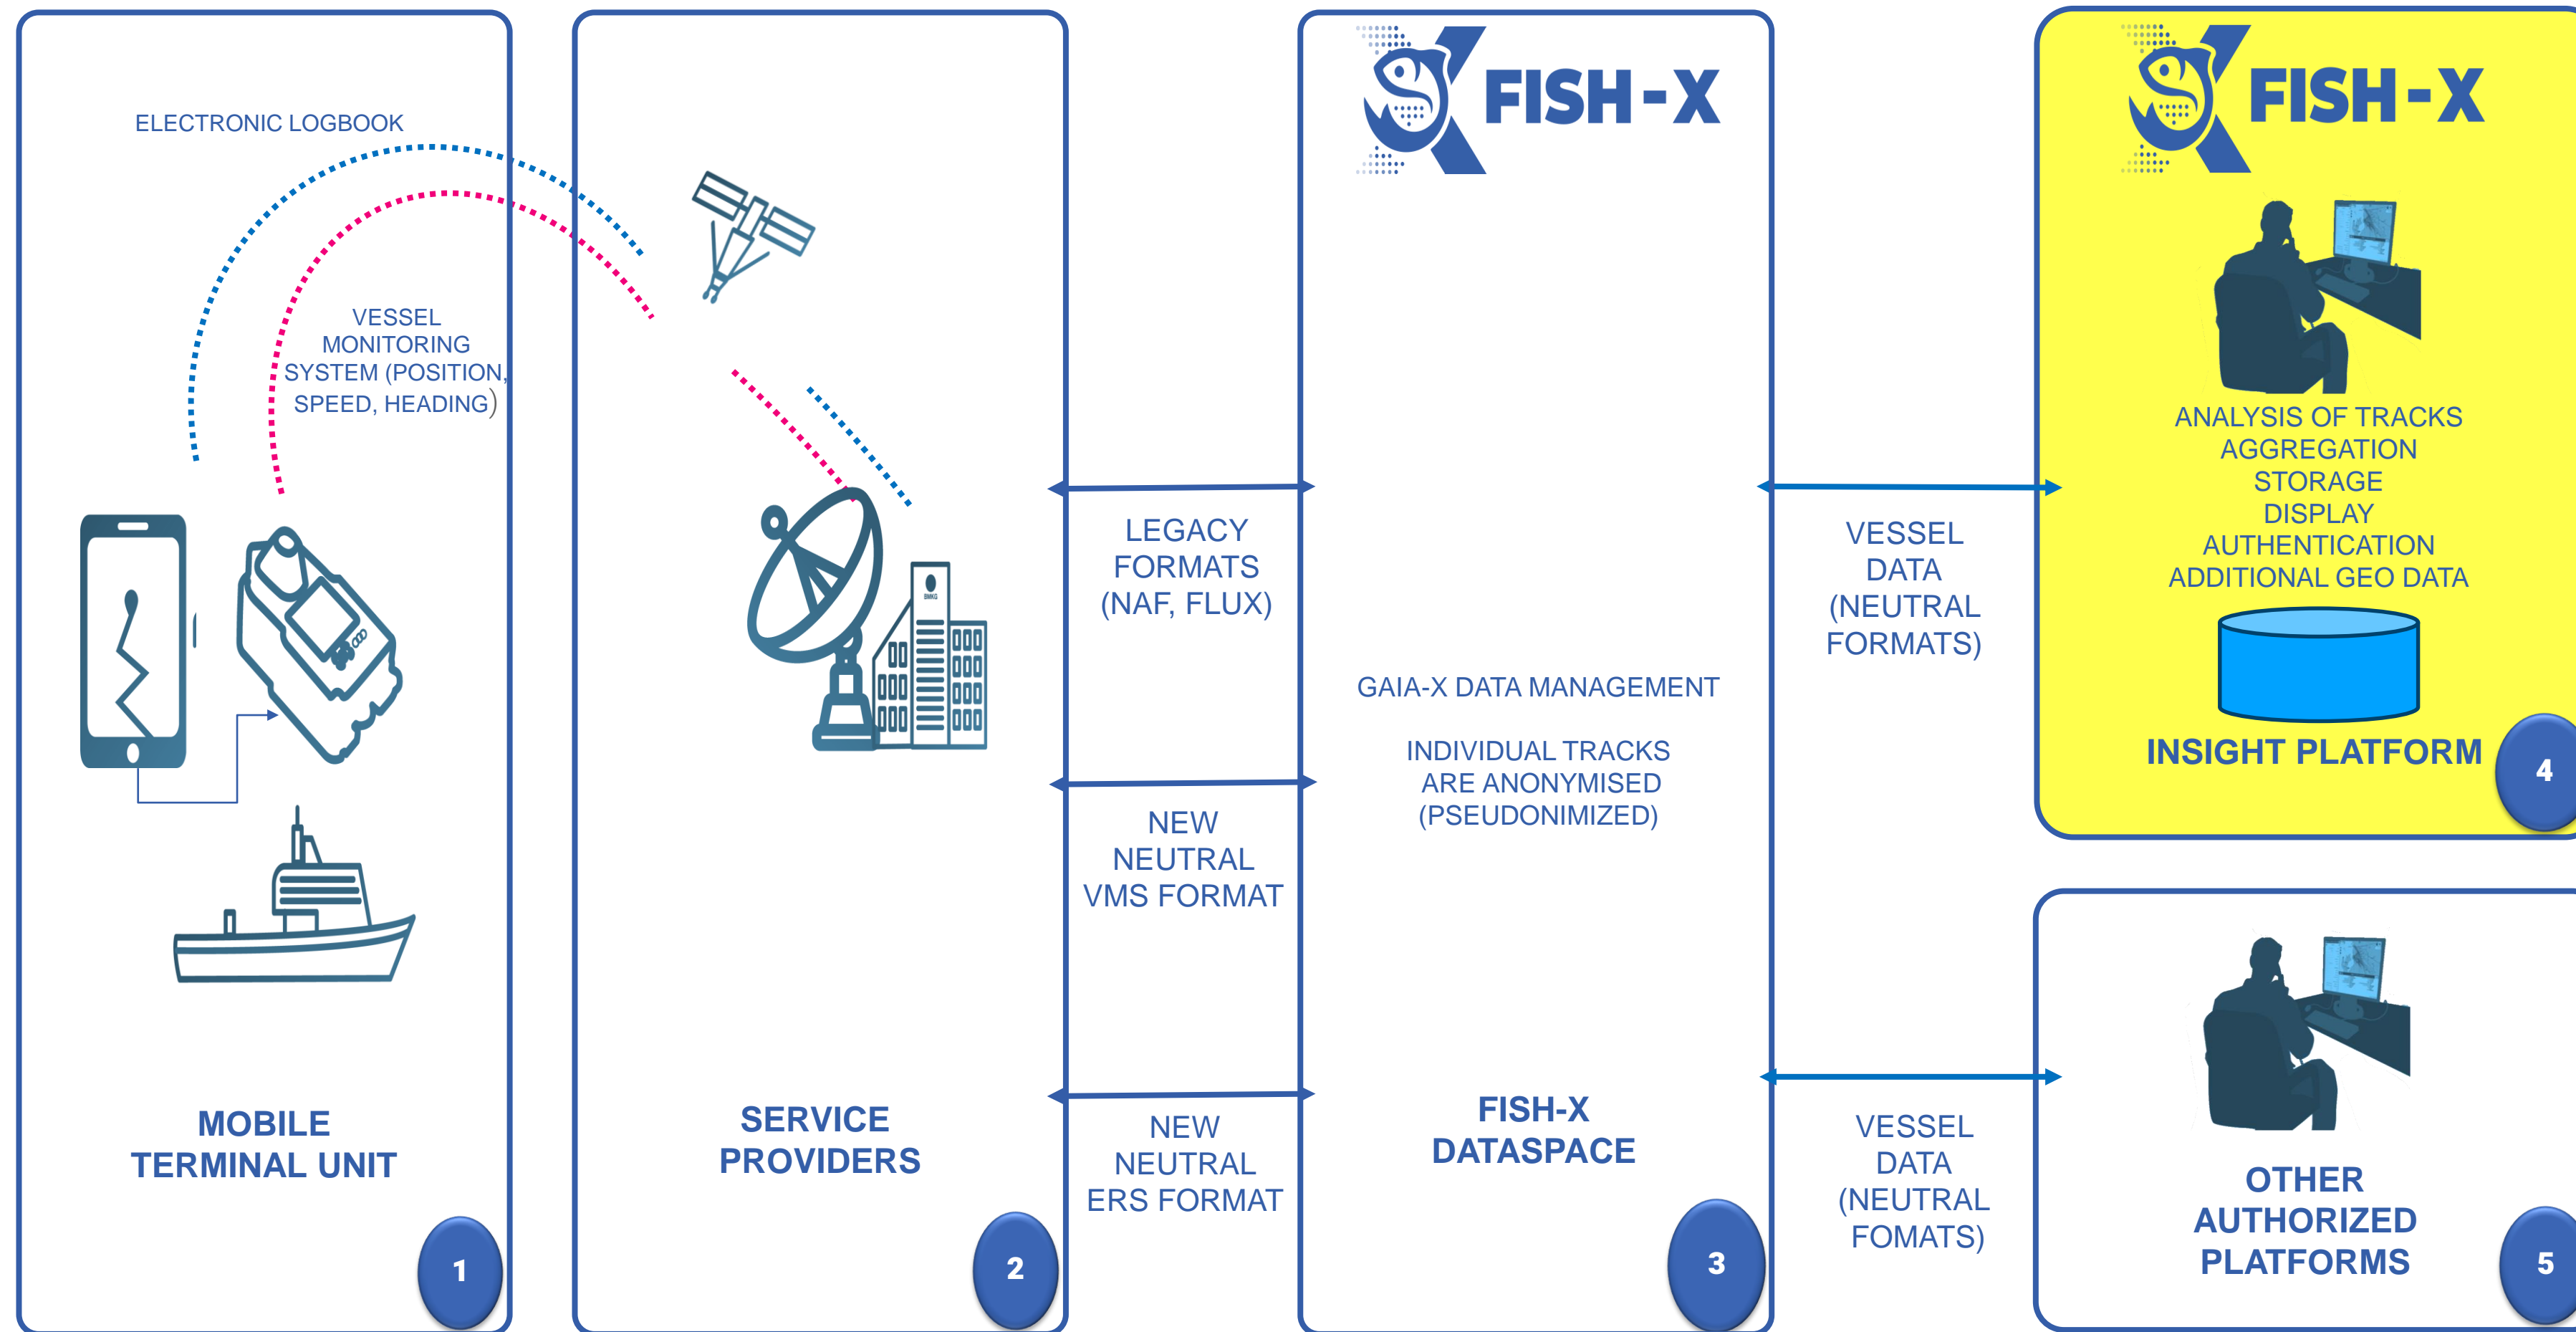 ELECTRONIC LOGBOOK
VESSEL
MONITORING
SYSTEM (POSITION,
SPEED, HEADING)
MOBILE
TERMINAL UNIT
1
BMKG
SERVICE
PROVIDERS
2
LEGACY
FORMATS
(NAF, FLUX)
NEW
NEUTRAL
VMS FORMAT
NEW
NEUTRAL
ERS FORMAT
FISH-X
GAIA-X DATA MANAGEMENT
INDIVIDUAL TRACKS
ARE ANONYMISED
(PSEUDONIMIZED)
FISH-X
DATASPACE
3
VESSEL
DATA
(NEUTRAL
FORMATS)
VESSEL
DATA
(NEUTRAL
FOMATS)
FISH-X
ANALYSIS OF TRACKS
AGGREGATION
STORAGE
DISPLAY
AUTHENTICATION
ADDITIONAL GEO DATA
INSIGHT PLATFORM
4
OTHER
AUTHORIZED
PLATFORMS
5